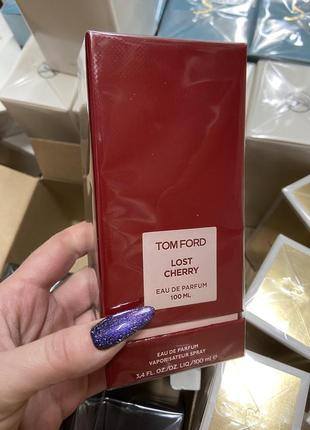 TOM FORD
LOST
CHERRY
EAU DE PARFUM
100 ML
EAU DE PARFUM
VAPORISATEUR SPRAY
3,4 FL.OZ/OZ. LIQ/100 ml ℮